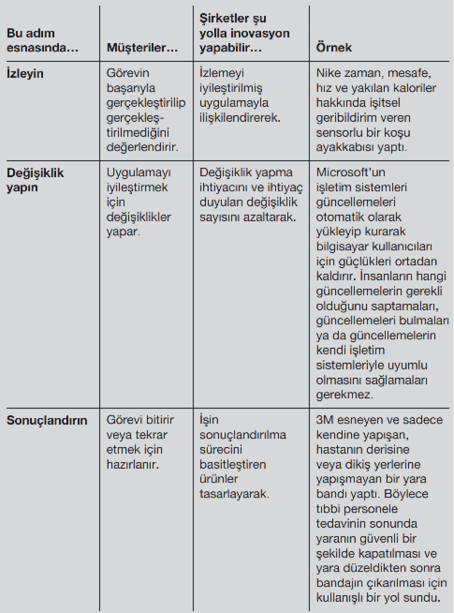 Bu adım
esnasında…
Müşteriler…
Şirketler şu
yolla inovasyon
yapabilir…
Örnek
İzleyin
Görevin
başarıyla
gerçekleştirilip
gerçekleş-
tirilmediğini
değerlendirir.
İzlemeyi
iyileştirilmiş
uygulamayla
ilişkilendirerek.
Nike zaman, mesafe,
hız ve yakılan kaloriler
hakkında işitsel
geribildirim veren
sensorlu bir koşu
ayakkabısı yaptı.
Değişiklik
yapın
Uygulamayı
iyileştirmek
için
değişiklikler
yapar.
Değişiklik yapma
ihtiyacını ve ihtiyaç
duyulan değişiklik
sayısını azaltarak.
Microsoft'un
işletim sistemleri
güncellemeleri
otomatik olarak
yükleyip kurarak
bilgisayar kullanıcıları
için güçlükleri ortadan
kaldırır. İnsanların hangi
güncellemelerin gerekli
olduğunu saptamaları,
güncellemeleri bulmaları
ya da güncellemelerin
kendi işletim
sistemleriyle uyumlu
olmasını sağlamaları
gerekmez.
Sonuçlandırın
Görevi bitirir
veya tekrar
etmek için
hazırlanır.
İşin
sonuçlandırılma
sürecini
basitleştiren
ürünler
tasarlayarak.
3M esneyen ve sadece
kendine yapışan,
hastanın derisine
veya dikiş yerlerine
yapışmayan bir yara
bandı yaptı. Böylece
tıbbi personele
tedavinin sonunda
yaranın güvenli bir
şekilde kapatılması ve
yara düzeldikten sonra
bandajın çıkarılması için
kullanışlı bir yol sundu.